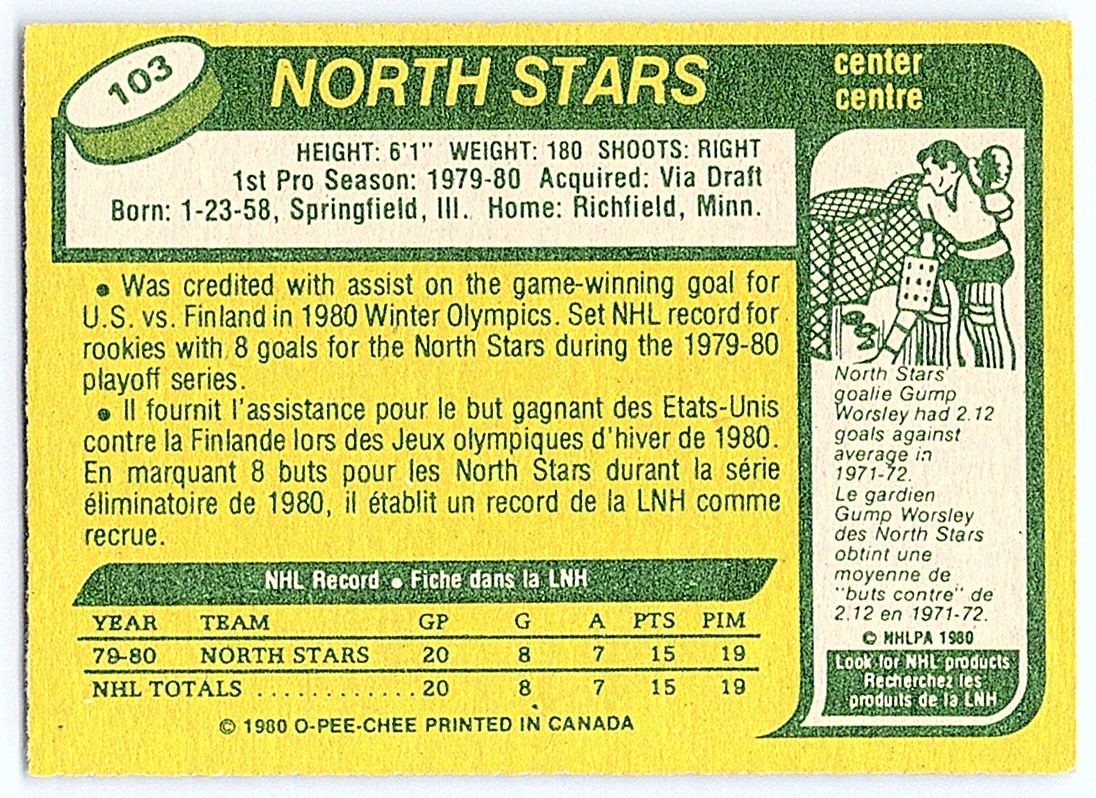 103
NORTH STARS
center
centre
HEIGHT: 6'1" WEIGHT: 180 SHOOTS: RIGHT
1st Pro Season: 1979-80 Acquired: Via Draft
Born: 1-23-58, Springfield, Ill. Home: Richfield, Minn.
• Was credited with assist on the game-winning goal for
U.S. vs. Finland in 1980 Winter Olympics. Set NHL record for
rookies with 8 goals for the North Stars during the 1979-80
playoff series.
• Il fournit l'assistance pour le but gagnant des Etats-Unis
contre la Finlande lors des Jeux olympiques d'hiver de 1980.
En marquant 8 buts pour les North Stars durant la série
éliminatoire de 1980, il établit un record de la LNH comme
recrue.
NHL Record • Fiche dans la LNH
YEAR TEAM GP G A PTS PIM
79-80 NORTH STARS 20 8 7 15 19
NHL TOTALS ............20 8 7 15 19
© 1980 O-PEE-CHEE PRINTED IN CANADA
North Stars'
goalie Gump
Worsley had 2.12
goals against
average in
1971-72.
Le gardien
Gump Worsley
des North Stars
obtint une
moyenne de
"buts contre" de
2.12 en 1971-72.
© NHLPA 1980
Look for NHL products
Recherchez les
produits de la LNH